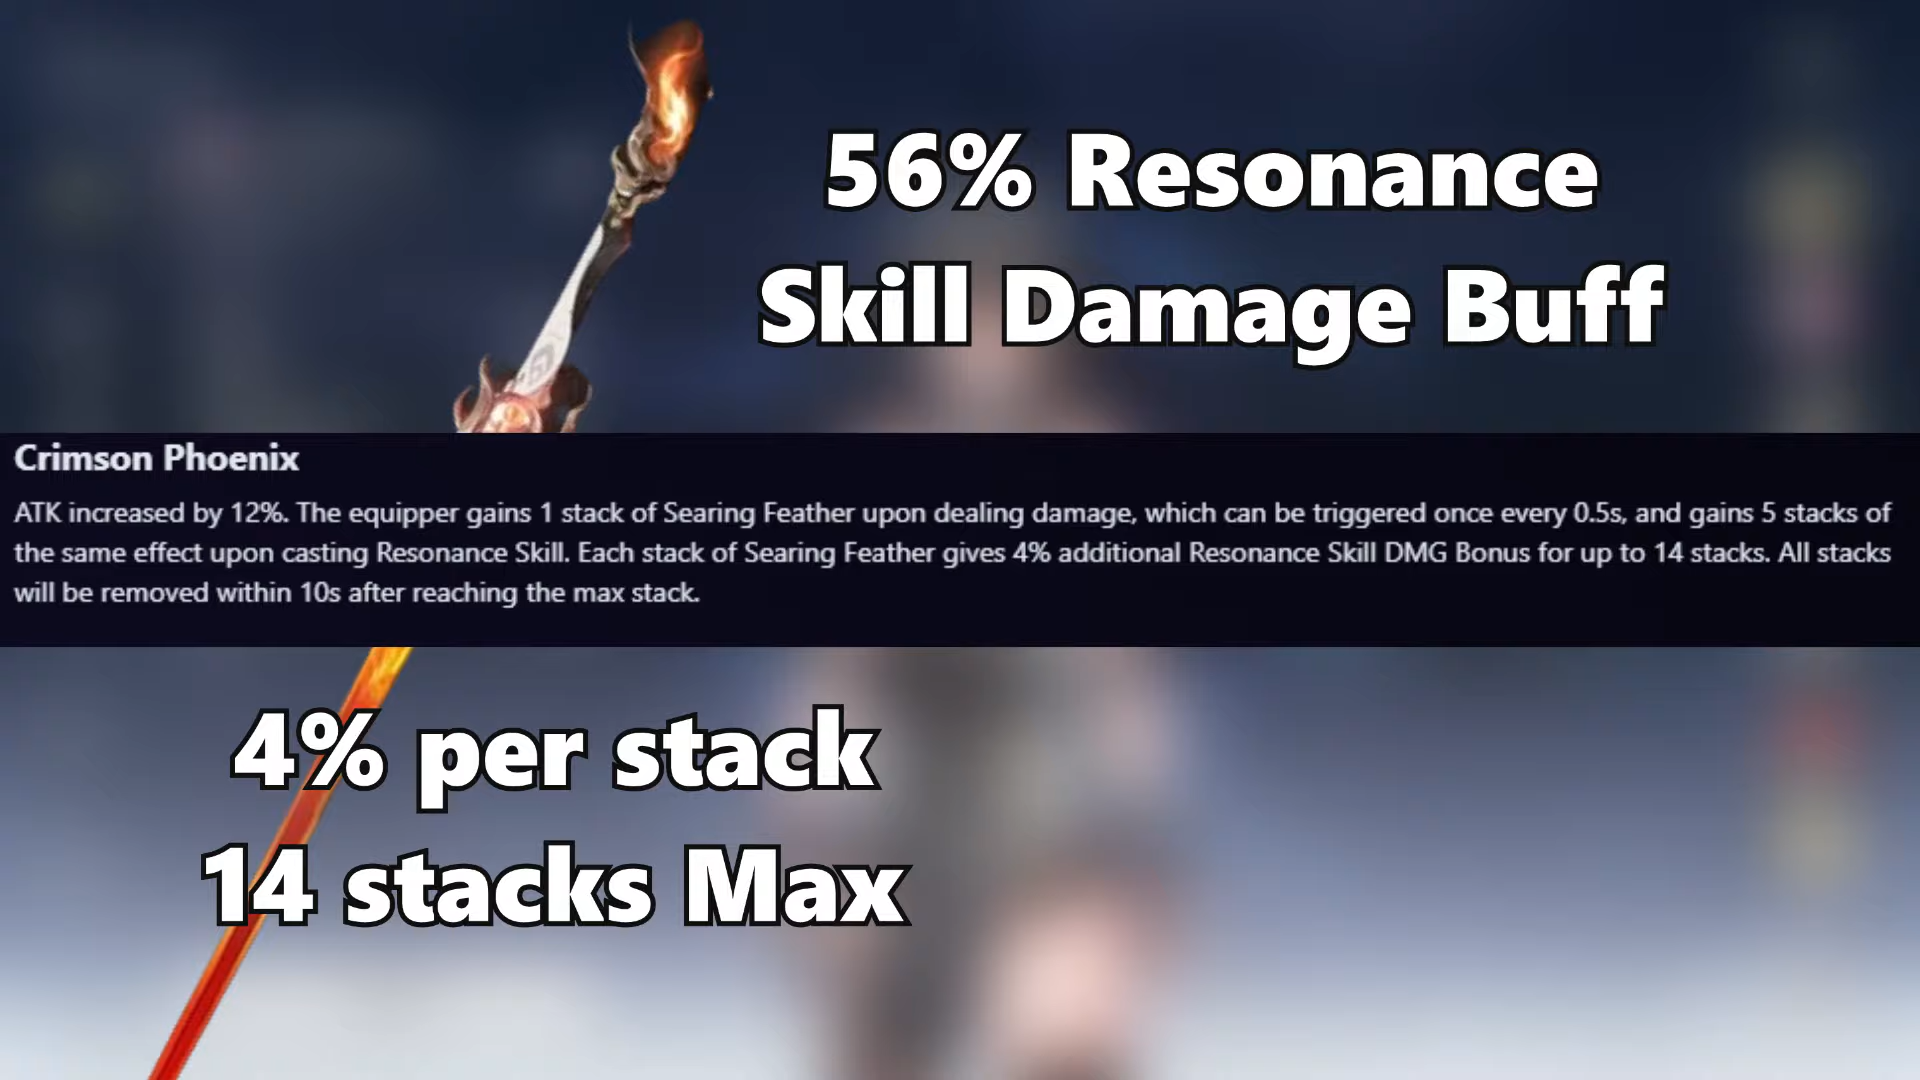 56% Resonance
Skill Damage Buff
Crimson Phoenix
ATK increased by 12%. The equipper gains 1 stack of Searing Feather upon dealing damage, which can be triggered once every 0.5s, and gains 5 stacks of
the same effect upon casting Resonance Skill. Each stack of Searing Feather gives 4% additional Resonance Skill DMG Bonus for up to 14 stacks. All stacks
will be removed within 10s after reaching the max stack.
4% per stack
14 stacks Max